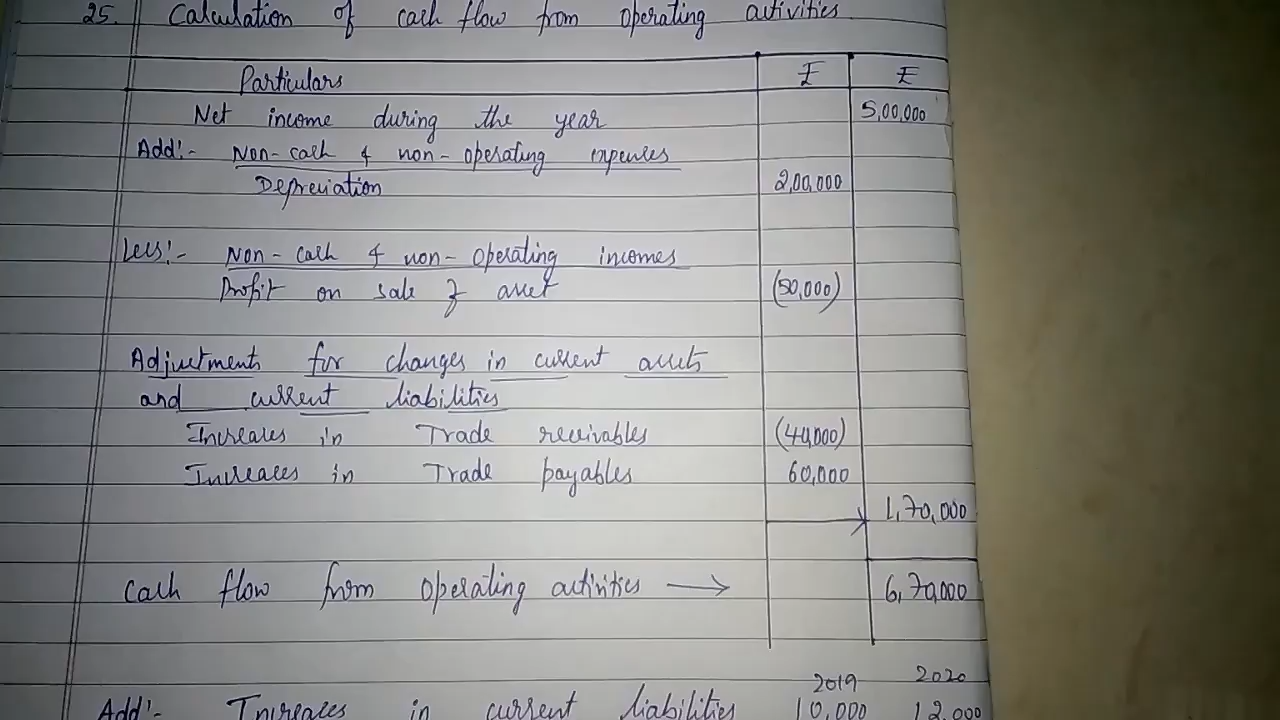 25. Calculation of cash flow from operating activities
Particulars ₹ ₹
Net income during the year 5,00,000
Add:- Non-cash & non-operating expenses
Depreciation 2,00,000
Less:- Non-cash & non-operating incomes
Profit on sale of asset (50,000)
Adjustments for changes in current assets
and current liabilities
Increases in Trade receivables (40,000)
Increases in Trade payables 60,000
1,70,000
Cash flow from operating activities → 6,70,000
2019 2020
Add:- Increases in current liabilities 10,000 12,000